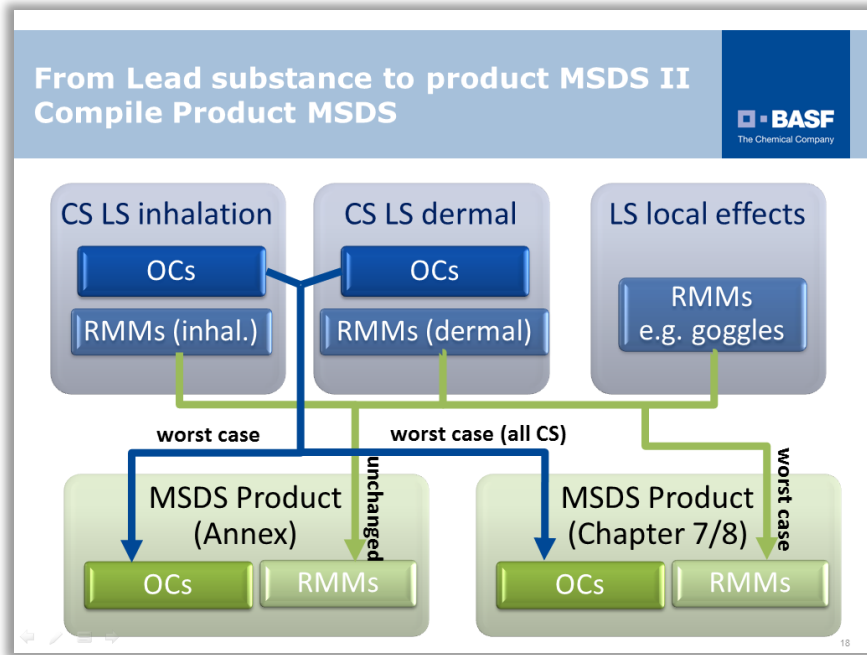 From Lead substance to product MSDS II
Compile Product MSDS
BASF
The Chemical Company
CS LS inhalation
OCs
RMMs (inhal.)
CS LS dermal
OCs
RMMs (dermal)
LS local effects
RMMs
e.g. goggles
worst case
worst case (all CS)
unchanged
worst case
MSDS Product
(Annex)
OCs
RMMs
MSDS Product
(Chapter 7/8)
OCs
RMMs
18